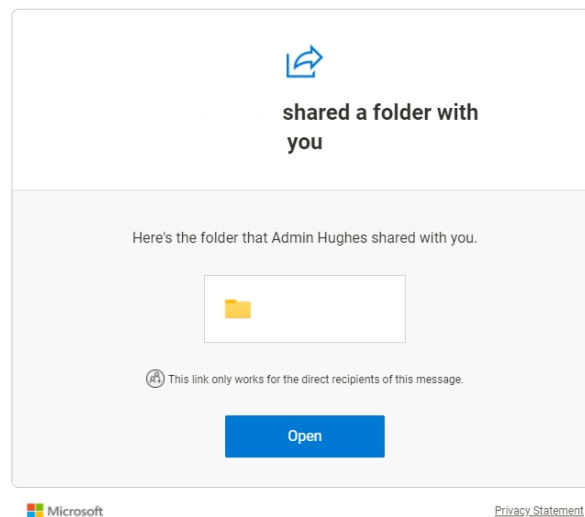 shared a folder with
you
Here's the folder that Admin Hughes shared with you.
This link only works for the direct recipients of this message.
Open
Microsoft
Privacy Statement